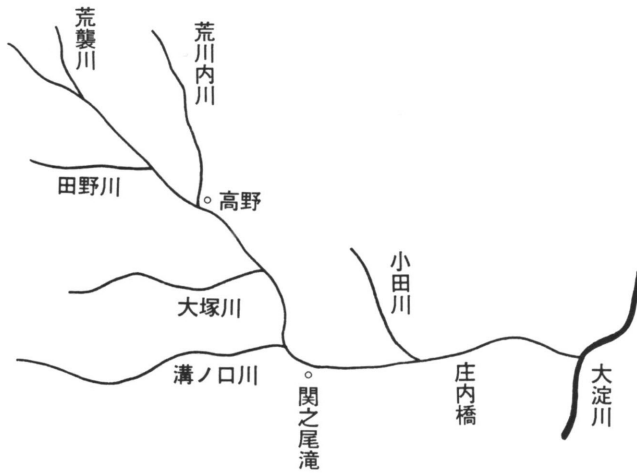 荒襲川
荒川内川
田野川
高野
大塚川
小田川
溝ノ口川
関之尾滝
庄内橋
大淀川